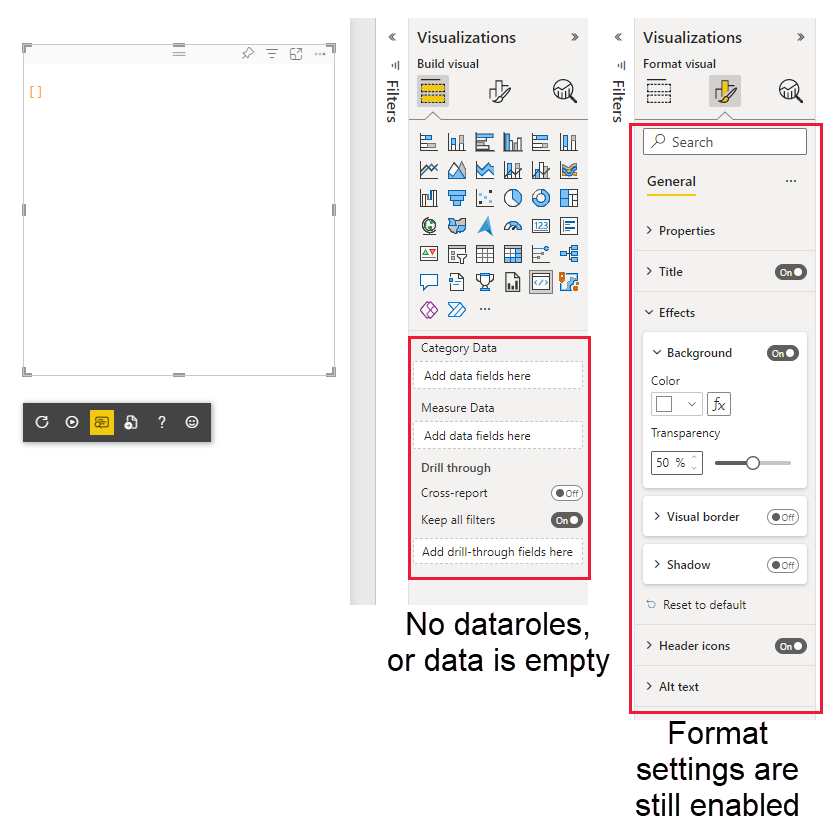 []
Filters
Visualizations
Build visual
123
Category Data
Add data fields here
Measure Data
Add data fields here
Drill through
Cross-report
Off
Keep all filters
On
Add drill-through fields here
No dataroles,
or data is empty
Filters
Visualizations
Format visual
Search
General
Properties
Title
On
Effects
Background
On
Color
fx
Transparency
50 %
Visual border
Off
Shadow
Off
Reset to default
Header icons
On
Alt text
Format
settings are
still enabled